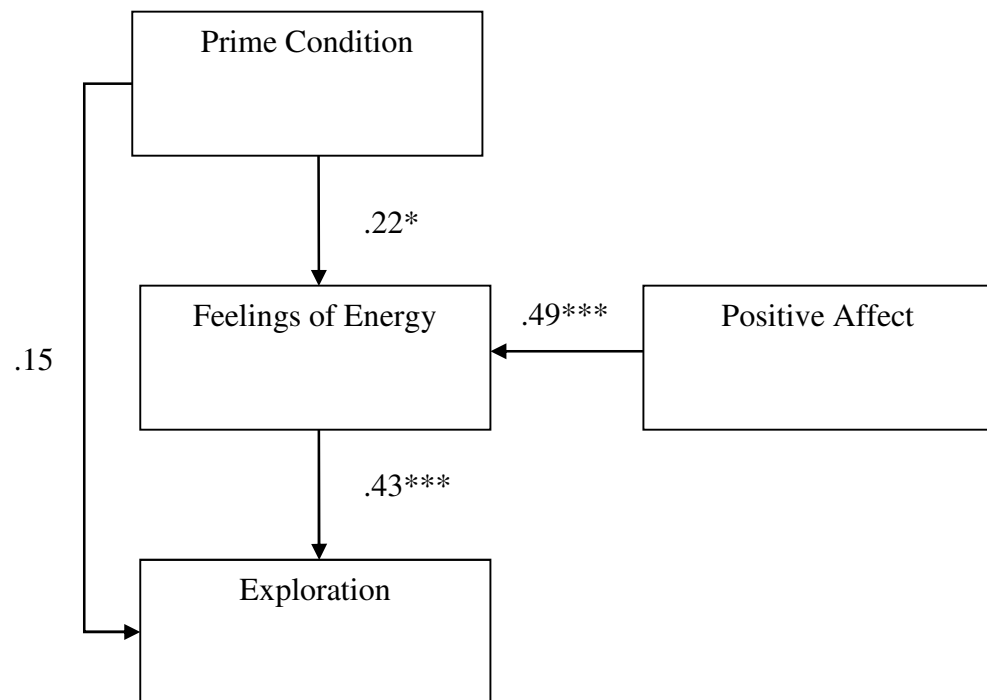 Prime Condition
.22*
Feelings of Energy
.49***
Positive Affect
.15
.43***
Exploration